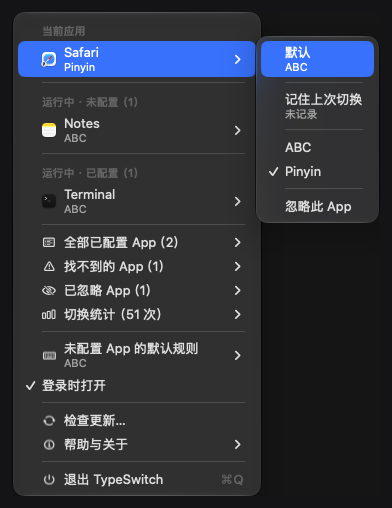 当前应用
Safari
Pinyin
运行中 · 未配置 (1)
Notes
ABC
运行中 · 已配置 (1)
Terminal
ABC
全部已配置 App (2)
找不到的 App (1)
已忽略 App (1)
切换统计 (51 次)
未配置 App 的默认规则
ABC
登录时打开
检查更新...
帮助与关于
退出 TypeSwitch ⌘Q
默认
ABC
记住上次切换
未记录
ABC
Pinyin
忽略此 App